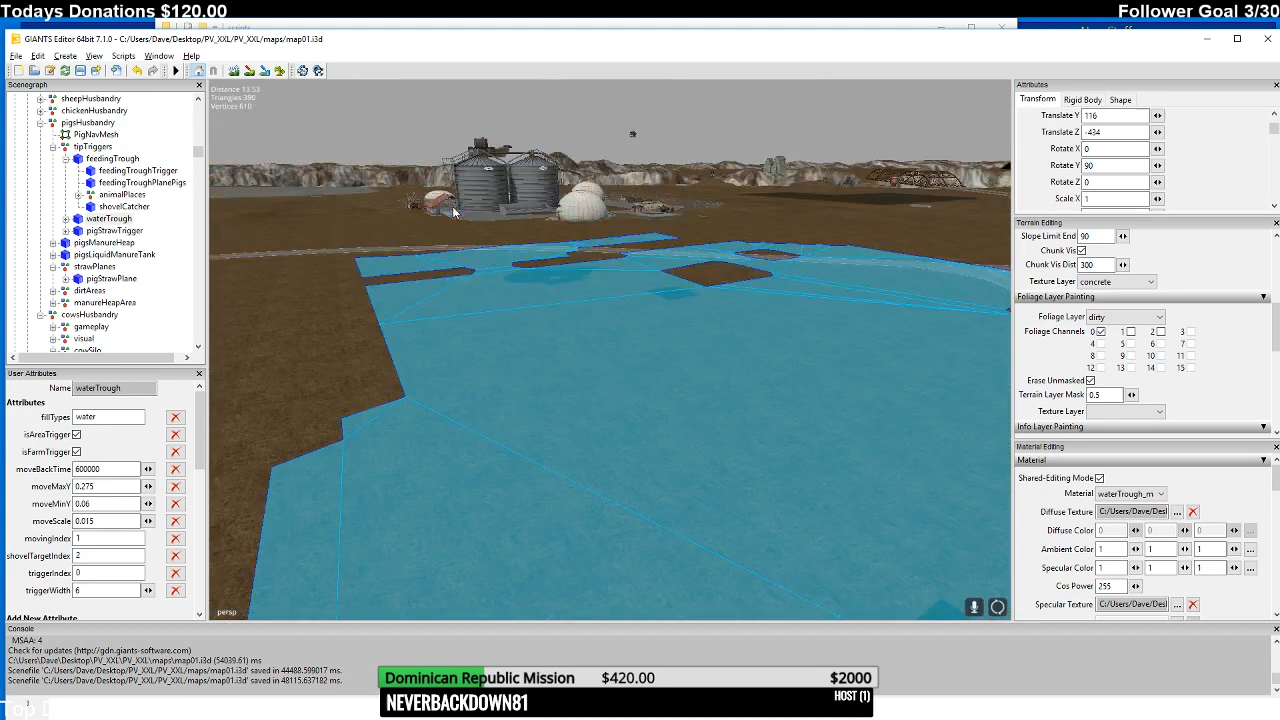 Todays Donations $120.00
Follower Goal 3/30
GIANTS Editor 64bit 7.1.0 - C:/Users/Dave/Desktop/PV_XXL/PV_XXL/maps/map01.i3d
File Edit Create View Scripts Window Help
Scenegraph
sheepHusbandry
chickenHusbandry
pigsHusbandry
PigNavMesh
tipTriggers
feedingTrough
feedingTroughTrigger
feedingTroughPlanePigs
animalPlaces
shovelCatcher
waterTrough
pigStrawTrigger
pigsManureHeap
pigsLiquidManureTank
strawPlanes
pigStrawPlane
dirtAreas
manureHeapArea
cowsHusbandry
gameplay
visual
cowSilo
User Attributes
Name waterTrough
Attributes
fillTypes water
isAreaTrigger
isFarmTrigger
moveBackTime 600000
moveMaxY 0.275
moveMinY 0.06
moveScale 0.015
movingIndex 1
shovelTargetIndex 2
triggerIndex 0
triggerWidth 6
Add New Attribute
Distance 13.53
Triangles 390
Vertices 610
persp
Attributes
Transform Rigid Body Shape
Translate Y 116
Translate Z -434
Rotate X 0
Rotate Y 90
Rotate Z 0
Scale X 1
Terrain Editing
Slope Limit End 90
Chunk Vis
Chunk Vis Dist 300
Texture Layer concrete
Foliage Layer Painting
Foliage Layer dirty
Foliage Channels 0 1 2 3
4 5 6 7
8 9 10 11
12 13 14 15
Erase Unmasked
Terrain Layer Mask 0.5
Texture Layer
Info Layer Painting
Material Editing
Material
Shared-Editing Mode
Material waterTrough_m
Diffuse Texture C:/Users/Dave/Desl ...
Diffuse Color 0 0 0 ...
Ambient Color 1 1 1 ...
Specular Color 1 1 1 ...
Cos Power 255
Specular Texture C:/Users/Dave/Desl ...
Console
MSAA: 4
Check for updates (http://gdn.giants-software.com)
C:\Users\Dave\Desktop\PV_XXL\PV_XXL\maps\map01.i3d (54039.61) ms
Scenefile 'C:/Users/Dave/Desktop/PV_XXL/PV_XXL/maps/map01.i3d' saved in 44488.599017 ms.
Scenefile 'C:/Users/Dave/Desktop/PV_XXL/PV_XXL/maps/map01.i3d' saved in 48115.637182 ms.
Dominican Republic Mission $420.00 $2000
NEVERBACKDOWN81 HOST (1)
Top D